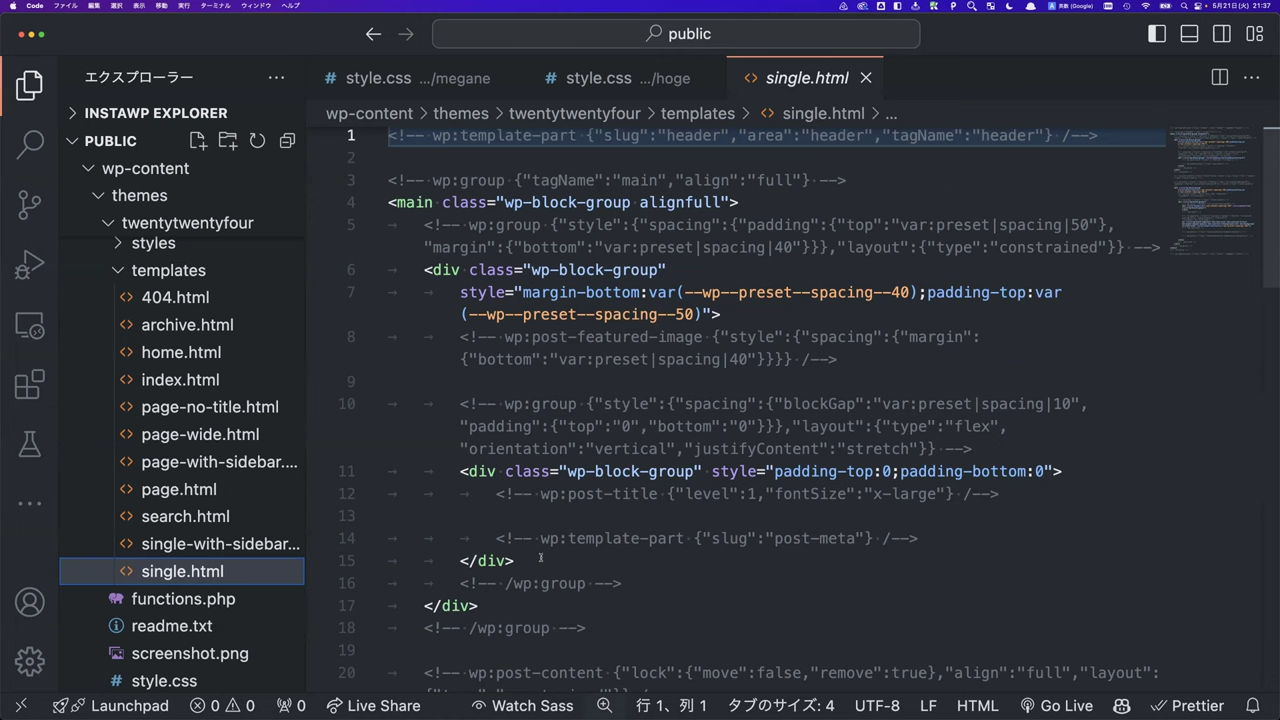 Code ファイル 編集 選択 表示 移動 実行 ターミナル ウィンドウ ヘルプ
英数 (Google) 5月21日(火) 21:37
public
エクスプローラー
style.css .../megane
style.css .../hoge
single.html
INSTAWP EXPLORER
PUBLIC
wp-content
themes
twentytwentyfour
styles
templates
404.html
archive.html
home.html
index.html
page-no-title.html
page-wide.html
page-with-sidebar....
page.html
search.html
single-with-sidebar...
single.html
functions.php
readme.txt
screenshot.png
style.css
wp-content > themes > twentytwentyfour > templates > single.html > ...
1 <!-- wp:template-part {"slug":"header","area":"header","tagName":"header"} /-->
2
3 <!-- wp:group {"tagName":"main","align":"full"} -->
4 <main class="wp-block-group alignfull">
5 <!-- wp:group {"style":{"spacing":{"padding":{"top":"var:preset|spacing|50"},
"margin":{"bottom":"var:preset|spacing|40"}}},"layout":{"type":"constrained"}} -->
6 <div class="wp-block-group"
7 style="margin-bottom:var(--wp--preset--spacing--40);padding-top:var
(--wp--preset--spacing--50)">
8 <!-- wp:post-featured-image {"style":{"spacing":{"margin":
{"bottom":"var:preset|spacing|40"}}}} /-->
9
10 <!-- wp:group {"style":{"spacing":{"blockGap":"var:preset|spacing|10",
"padding":{"top":"0","bottom":"0"}}},"layout":{"type":"flex",
"orientation":"vertical","justifyContent":"stretch"}} -->
11 <div class="wp-block-group" style="padding-top:0;padding-bottom:0">
12 <!-- wp:post-title {"level":1,"fontSize":"x-large"} /-->
13
14 <!-- wp:template-part {"slug":"post-meta"} /-->
15 </div>
16 <!-- /wp:group -->
17 </div>
18 <!-- /wp:group -->
19
20 <!-- wp:post-content {"lock":{"move":false,"remove":true},"align":"full","layout":
Launchpad 0 0 0 Live Share Watch Sass 行 1、列 1 タブのサイズ: 4 UTF-8 LF HTML Go Live Prettier